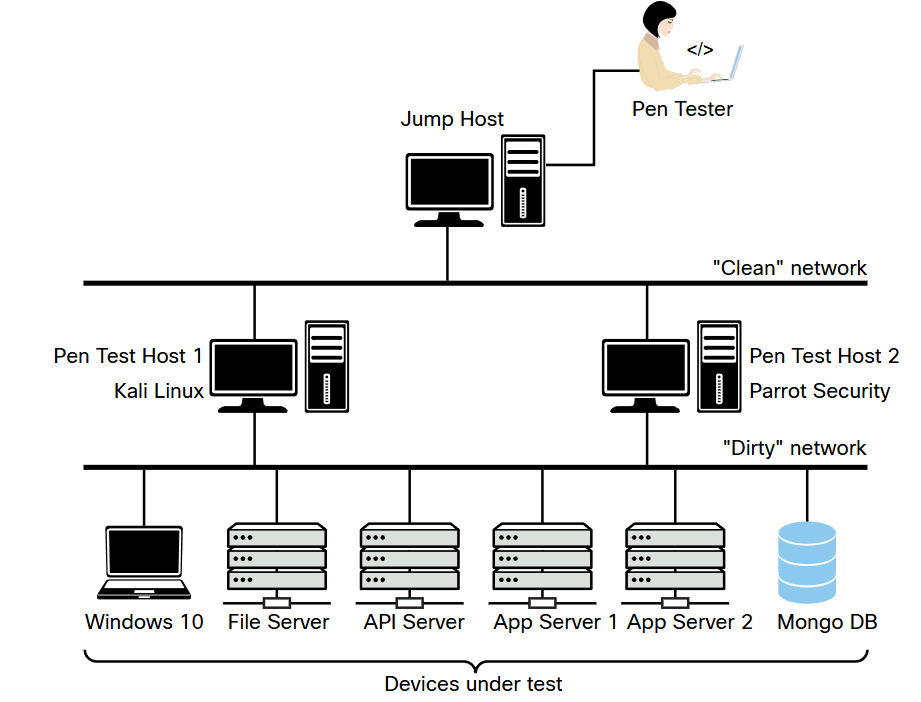 </>
Pen Tester
Jump Host
"Clean" network
Pen Test Host 1
Kali Linux
Pen Test Host 2
Parrot Security
"Dirty" network
Windows 10
File Server
API Server
App Server 1
App Server 2
Mongo DB
Devices under test